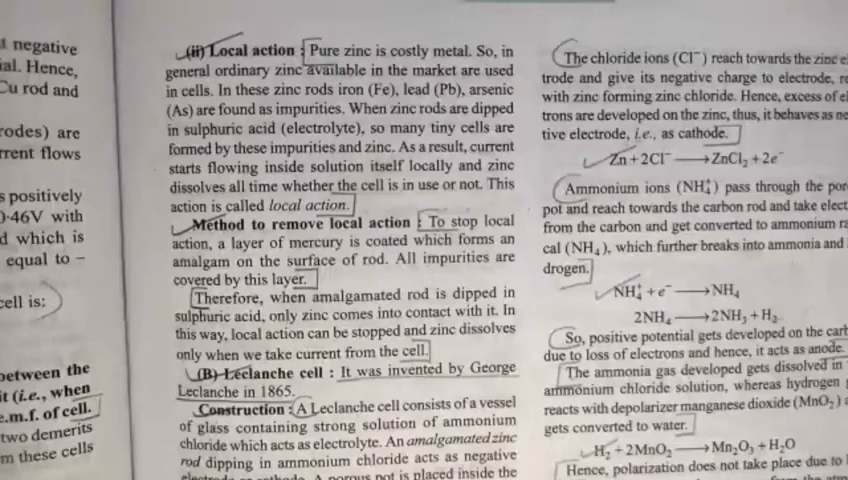 t negative
ial. Hence,
Cu rod and
rodes) are
rrent flows
s positively
0·46V with
d which is
equal to –
cell is:
between the
it (i.e., when
e.m.f. of cell.
two demerits
m these cells
(ii) Local action : Pure zinc is costly metal. So, in
general ordinary zinc available in the market are used
in cells. In these zinc rods iron (Fe), lead (Pb), arsenic
(As) are found as impurities. When zinc rods are dipped
in sulphuric acid (electrolyte), so many tiny cells are
formed by these impurities and zinc. As a result, current
starts flowing inside solution itself locally and zinc
dissolves all time whether the cell is in use or not. This
action is called local action.
Method to remove local action : To stop local
action, a layer of mercury is coated which forms an
amalgam on the surface of rod. All impurities are
covered by this layer.
Therefore, when amalgamated rod is dipped in
sulphuric acid, only zinc comes into contact with it. In
this way, local action can be stopped and zinc dissolves
only when we take current from the cell.
(B) Leclanche cell : It was invented by George
Leclanche in 1865.
Construction : A Leclanche cell consists of a vessel
of glass containing strong solution of ammonium
chloride which acts as electrolyte. An amalgamated zinc
rod dipping in ammonium chloride acts as negative
electrode or cathode. A porous pot is placed inside the
The chloride ions (Cl⁻) reach towards the zinc el
trode and give its negative charge to electrode, re
with zinc forming zinc chloride. Hence, excess of el
trons are developed on the zinc, thus, it behaves as ne
tive electrode, i.e., as cathode.
Zn + 2Cl⁻ ⟶ ZnCl₂ + 2e⁻
Ammonium ions (NH₄⁺) pass through the por
pot and reach towards the carbon rod and take elect
from the carbon and get converted to ammonium ra
cal (NH₄), which further breaks into ammonia and
drogen.
NH₄⁺ + e⁻ ⟶ NH₄
2NH₄ ⟶ 2NH₃ + H₂
So, positive potential gets developed on the carb
due to loss of electrons and hence, it acts as anode.
The ammonia gas developed gets dissolved in
ammonium chloride solution, whereas hydrogen g
reacts with depolarizer manganese dioxide (MnO₂) a
gets converted to water.
H₂ + 2MnO₂ ⟶ Mn₂O₃ + H₂O
Hence, polarization does not take place due to